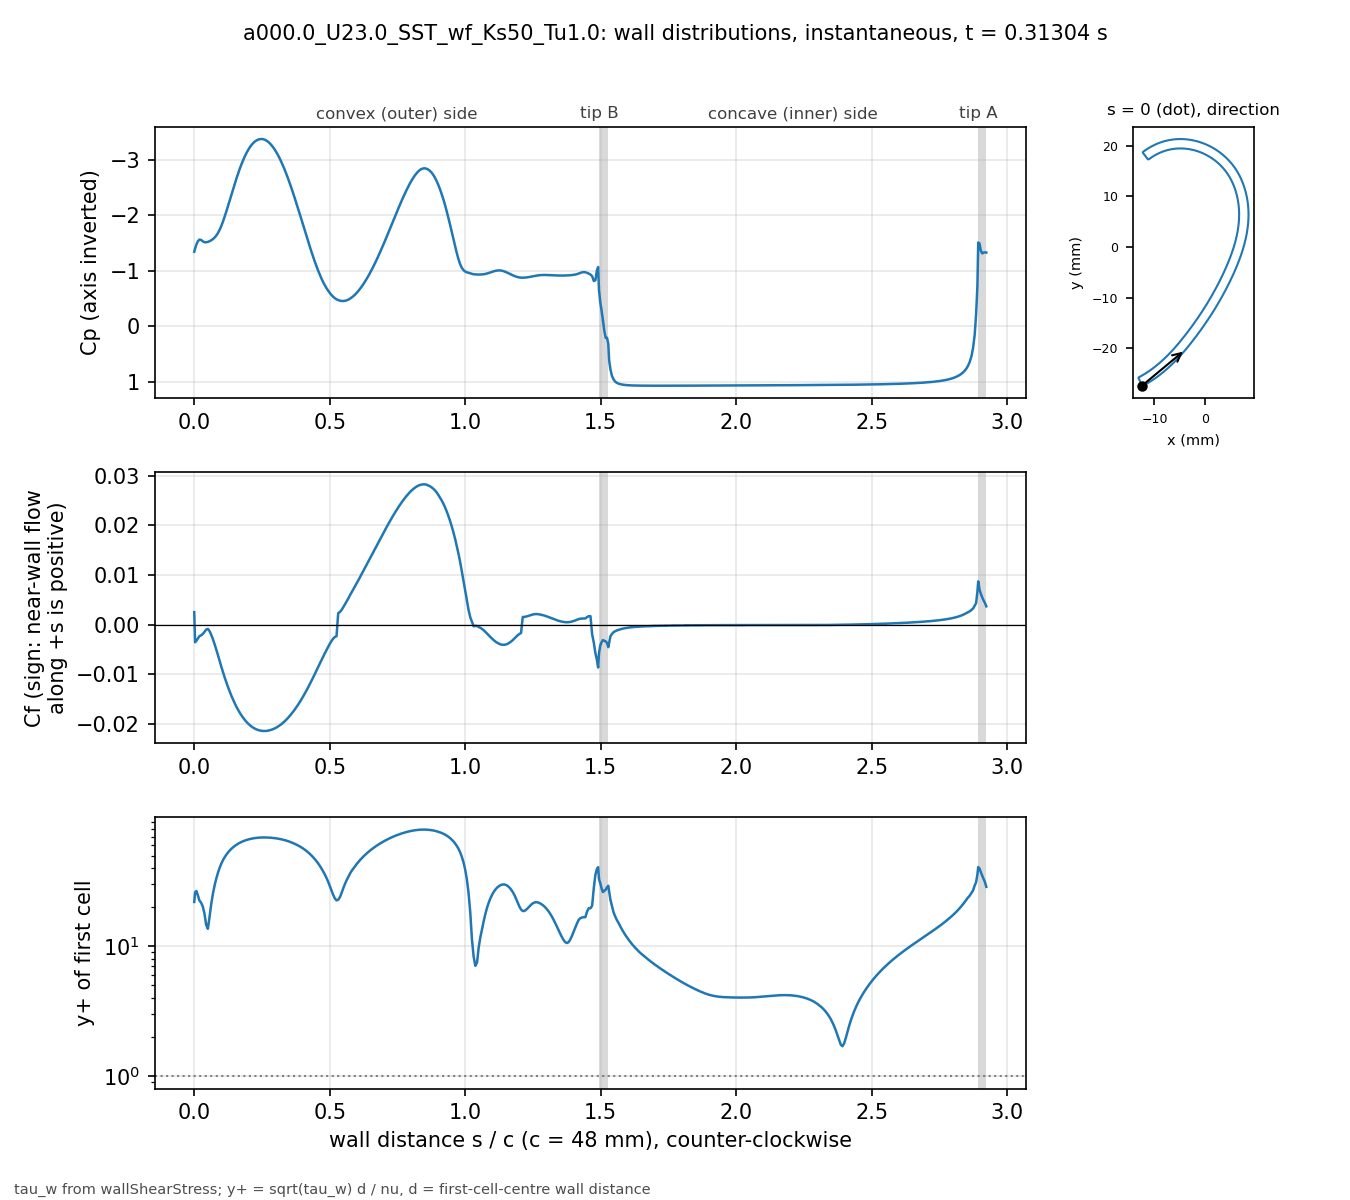 a000.0_U23.0_SST_wf_Ks50_Tu1.0: wall distributions, instantaneous, t = 0.31304 s
convex (outer) side
tip B
concave (inner) side
tip A
s = 0 (dot), direction
Cp (axis inverted)
−3
−2
−1
0
1
0.0 0.5 1.0 1.5 2.0 2.5 3.0
y (mm)
20
10
0
−10
−20
−10 0
x (mm)
Cf (sign: near-wall flow
along +s is positive)
0.03
0.02
0.01
0.00
−0.01
−0.02
0.0 0.5 1.0 1.5 2.0 2.5 3.0
y+ of first cell
10¹
10⁰
0.0 0.5 1.0 1.5 2.0 2.5 3.0
wall distance s / c (c = 48 mm), counter-clockwise
tau_w from wallShearStress; y+ = sqrt(tau_w) d / nu, d = first-cell-centre wall distance